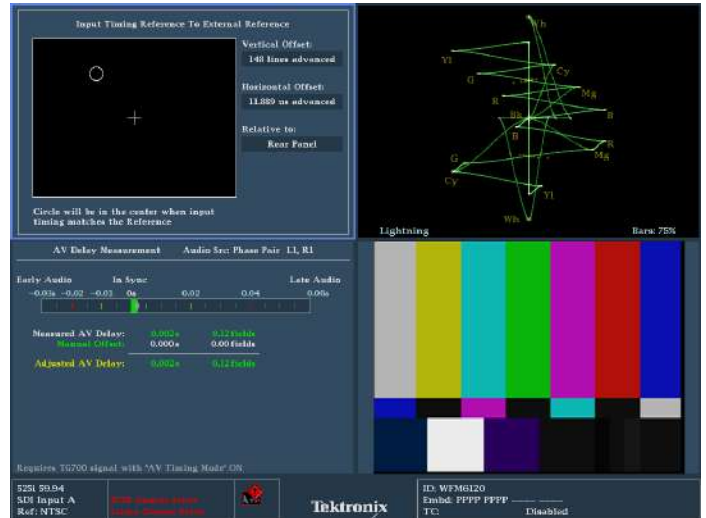 Input Timing Reference To External Reference
Vertical Offset:
148 lines advanced
Horizontal Offset:
11.889 us advanced
Relative to:
Rear Panel
Circle will be in the center when input
timing matches the Reference
Wh
Yl
Cy
G
Mg
R
B
Bk
B
R
G
Mg
Cy
Yl
Wh
Lightning
Bars: 75%
AV Delay Measurement
Audio Src: Phase Pair L1, R1
Early Audio
In Sync
Late Audio
-0.03s -0.02 -0.01 0s 0.02 0.04 0.06s
Measured AV Delay: 0.002s 0.12 fields
Manual Offset: 0.000s 0.00 fields
Adjusted AV Delay: 0.002s 0.12 fields
Requires TG700 signal with 'AV Timing Mode' ON
525i 59.94
SDI Input A
Ref: NTSC
Tektronix
ID: WFM6120
Embd: PPPP PPPP ---- ----
TC: Disabled